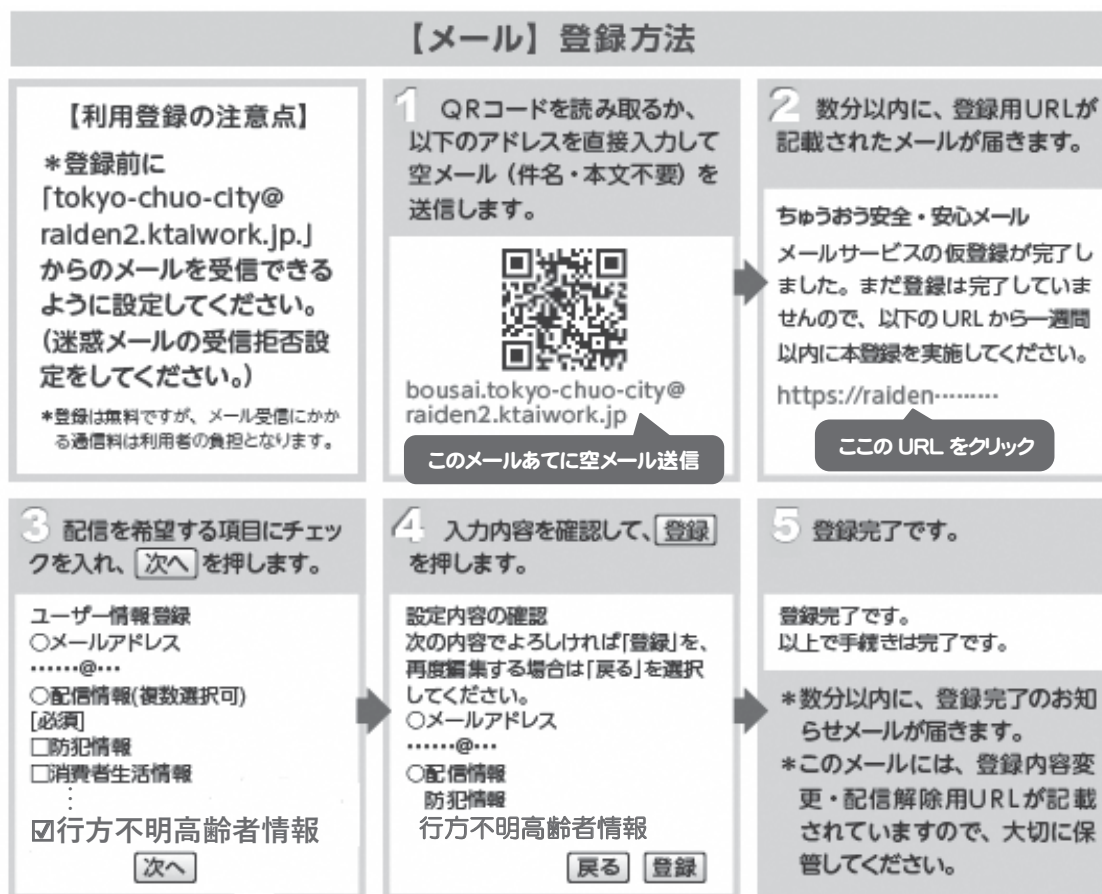 【メール】登録方法
【利用登録の注意点】
*登録前に
「tokyo-chuo-city@
raiden2.ktaiwork.jp.」
からのメールを受信できる
ように設定してください。
(迷惑メールの受信拒否設
定をしてください。)
*登録は無料ですが、メール受信にかか
る通信料は利用者の負担となります。
1 QRコードを読み取るか、
以下のアドレスを直接入力して
空メール(件名・本文不要)を
送信します。
bousai.tokyo-chuo-city@
raiden2.ktaiwork.jp
このメールあてに空メール送信
2 数分以内に、登録用URLが
記載されたメールが届きます。
ちゅうおう安全・安心メール
メールサービスの仮登録が完了し
ました。まだ登録は完了していま
せんので、以下のURLから一週間
以内に本登録を実施してください。
https://raiden………
ここのURLをクリック
3 配信を希望する項目にチェッ
クを入れ、次へを押します。
ユーザー情報登録
○メールアドレス
……@…
○配信情報(複数選択可)
[必須]
□防犯情報
□消費者生活情報
⋮
☑行方不明高齢者情報
次へ
4 入力内容を確認して、登録
を押します。
設定内容の確認
次の内容でよろしければ「登録」を、
再度編集する場合は「戻る」を選択
してください。
○メールアドレス
……@…
○配信情報
防犯情報
行方不明高齢者情報
戻る 登録
5 登録完了です。
登録完了です。
以上で手続きは完了です。
*数分以内に、登録完了のお知
らせメールが届きます。
*このメールには、登録内容変
更・配信解除用URLが記載
されていますので、大切に保
管してください。